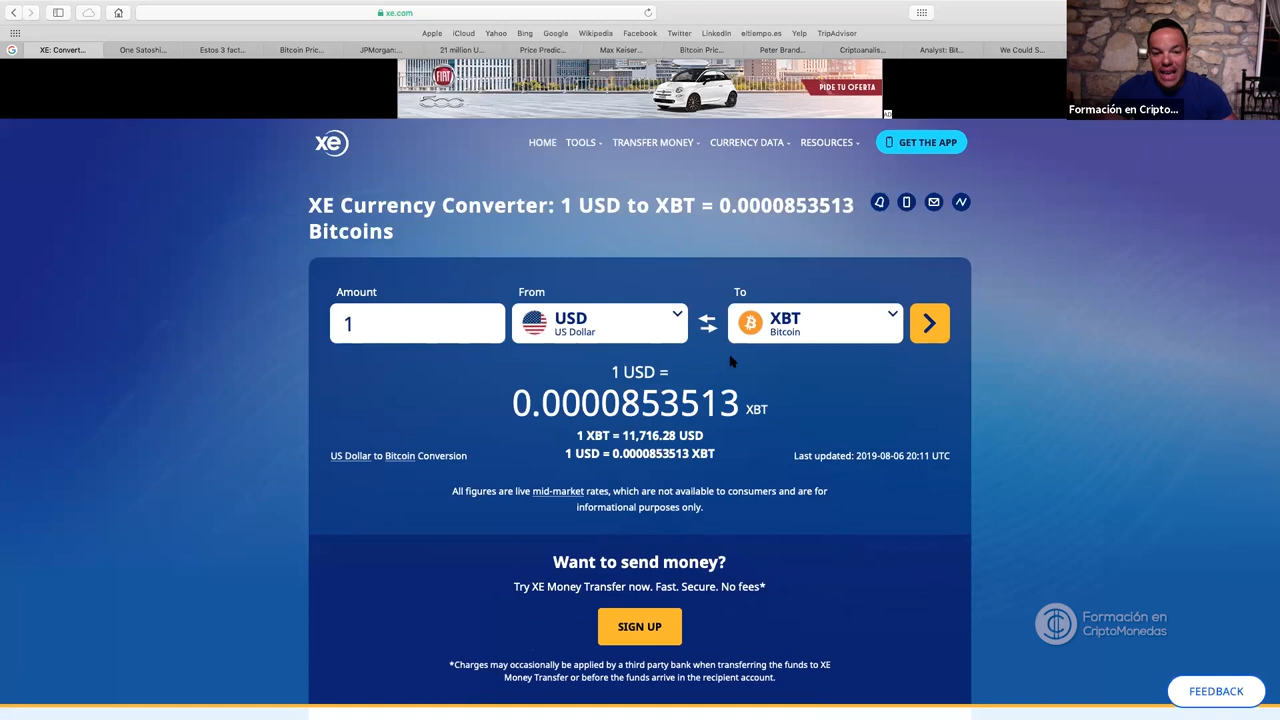 xe.com
Apple iCloud Yahoo Bing Google Wikipedia Facebook Twitter LinkedIn eltiempo.es Yelp TripAdvisor
XE: Convert... One Satoshi... Estos 3 fact... Bitcoin Pric... JPMorgan:... 21 million U... Price Predic... Max Keiser... Bitcoin Pric... Peter Brand... Criptoanalis... Analyst: Bit... We Could S...
FIAT
500
PIDE TU OFERTA
AD
Formación en Cripto...
xe
HOME TOOLS TRANSFER MONEY CURRENCY DATA RESOURCES GET THE APP
XE Currency Converter: 1 USD to XBT = 0.0000853513
Bitcoins
Amount From To
1 USD XBT
US Dollar Bitcoin
1 USD =
0.0000853513 XBT
1 XBT = 11,716.28 USD
1 USD = 0.0000853513 XBT
US Dollar to Bitcoin Conversion
Last updated: 2019-08-06 20:11 UTC
All figures are live mid-market rates, which are not available to consumers and are for
informational purposes only.
Want to send money?
Try XE Money Transfer now. Fast. Secure. No fees*
SIGN UP
Formación en
CriptoMonedas
*Charges may occasionally be applied by a third party bank when transferring the funds to XE
Money Transfer or before the funds arrive in the recipient account.
FEEDBACK